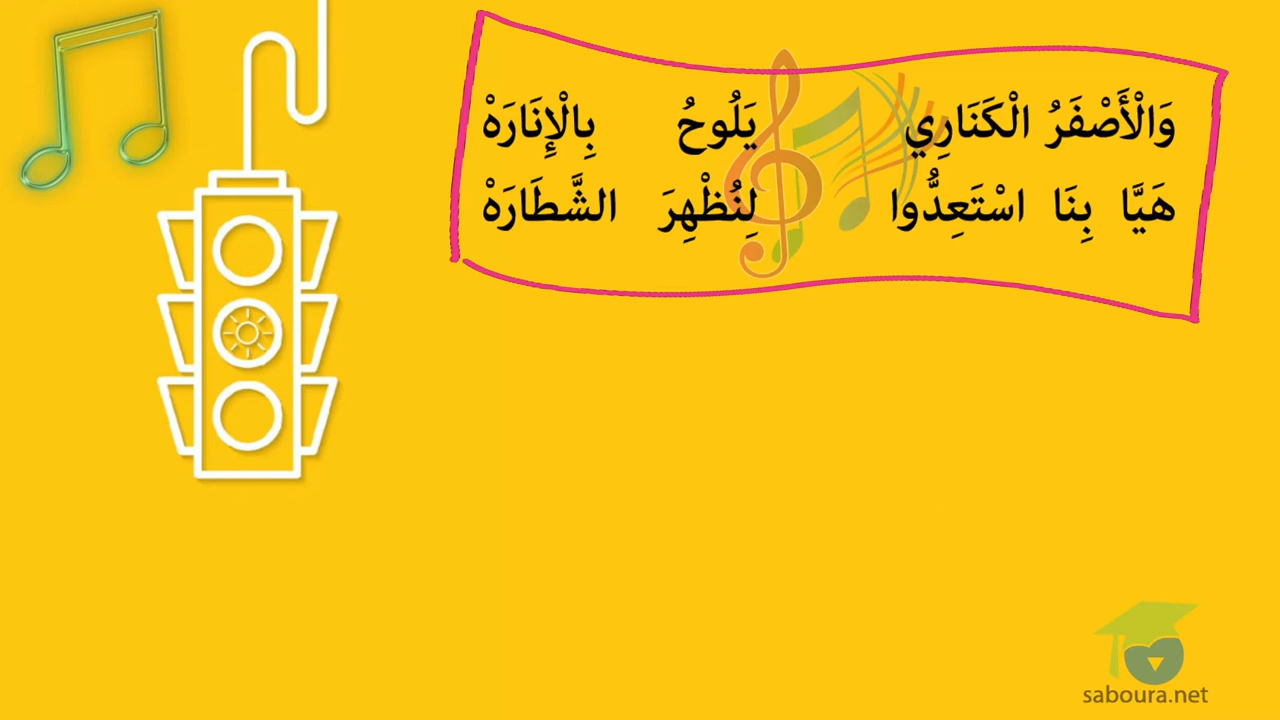 وَالْأَصْفَرُ الْكَنَارِي يَلُوحُ بِالْإِنَارَهْ
هَيَّا بِنَا اسْتَعِدُّوا لِنُظْهِرَ الشَّطَارَهْ
saboura.net